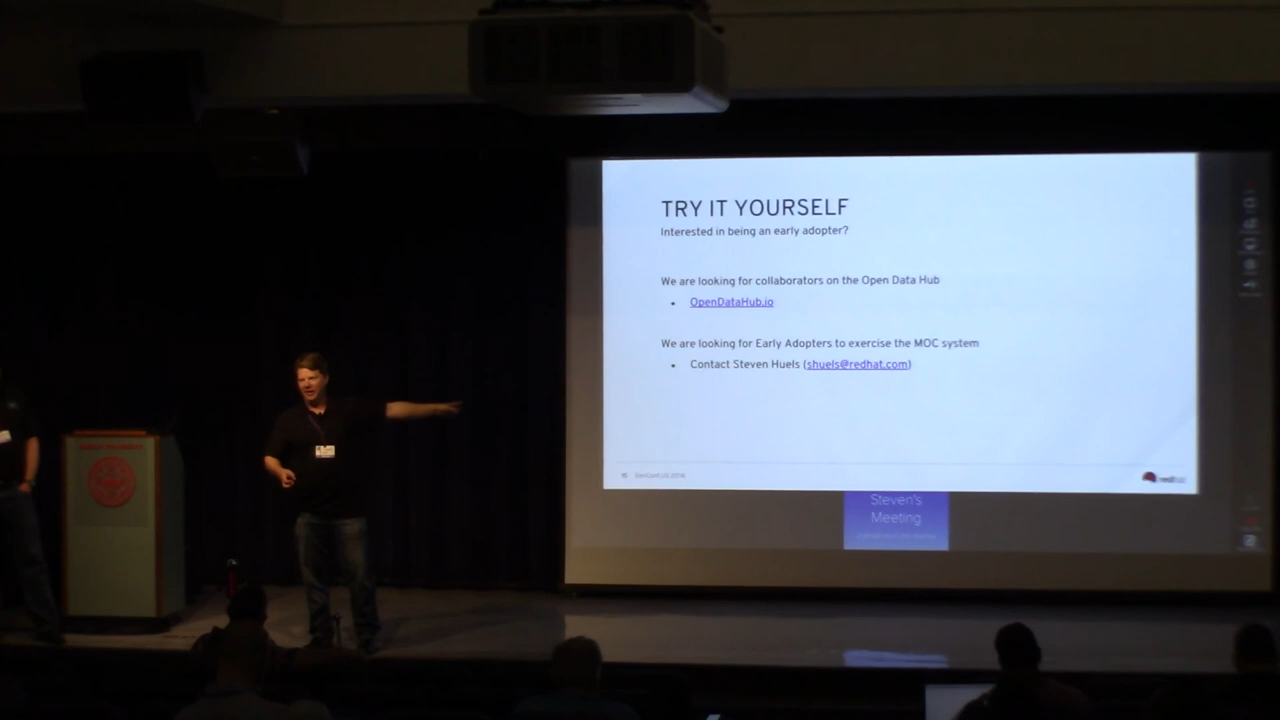 TRY IT YOURSELF
Interested in being an early adopter?
We are looking for collaborators on the Open Data Hub
• OpenDataHub.io
We are looking for Early Adopters to exercise the MOC system
• Contact Steven Huels (shuels@redhat.com)
redhat
Steven's
Meeting